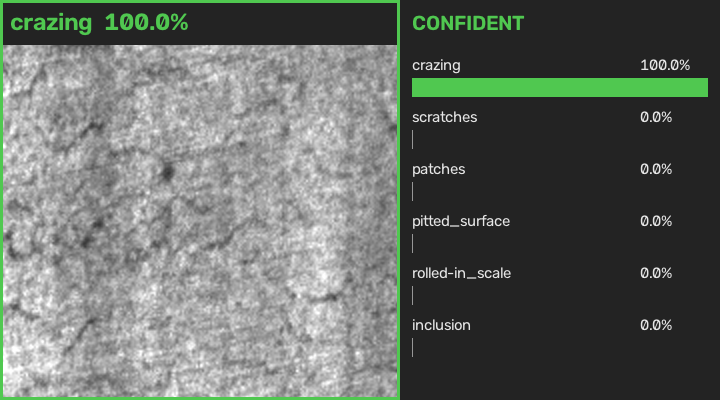 crazing 100.0%
CONFIDENT
crazing 100.0%
scratches 0.0%
patches 0.0%
pitted_surface 0.0%
rolled-in_scale 0.0%
inclusion 0.0%